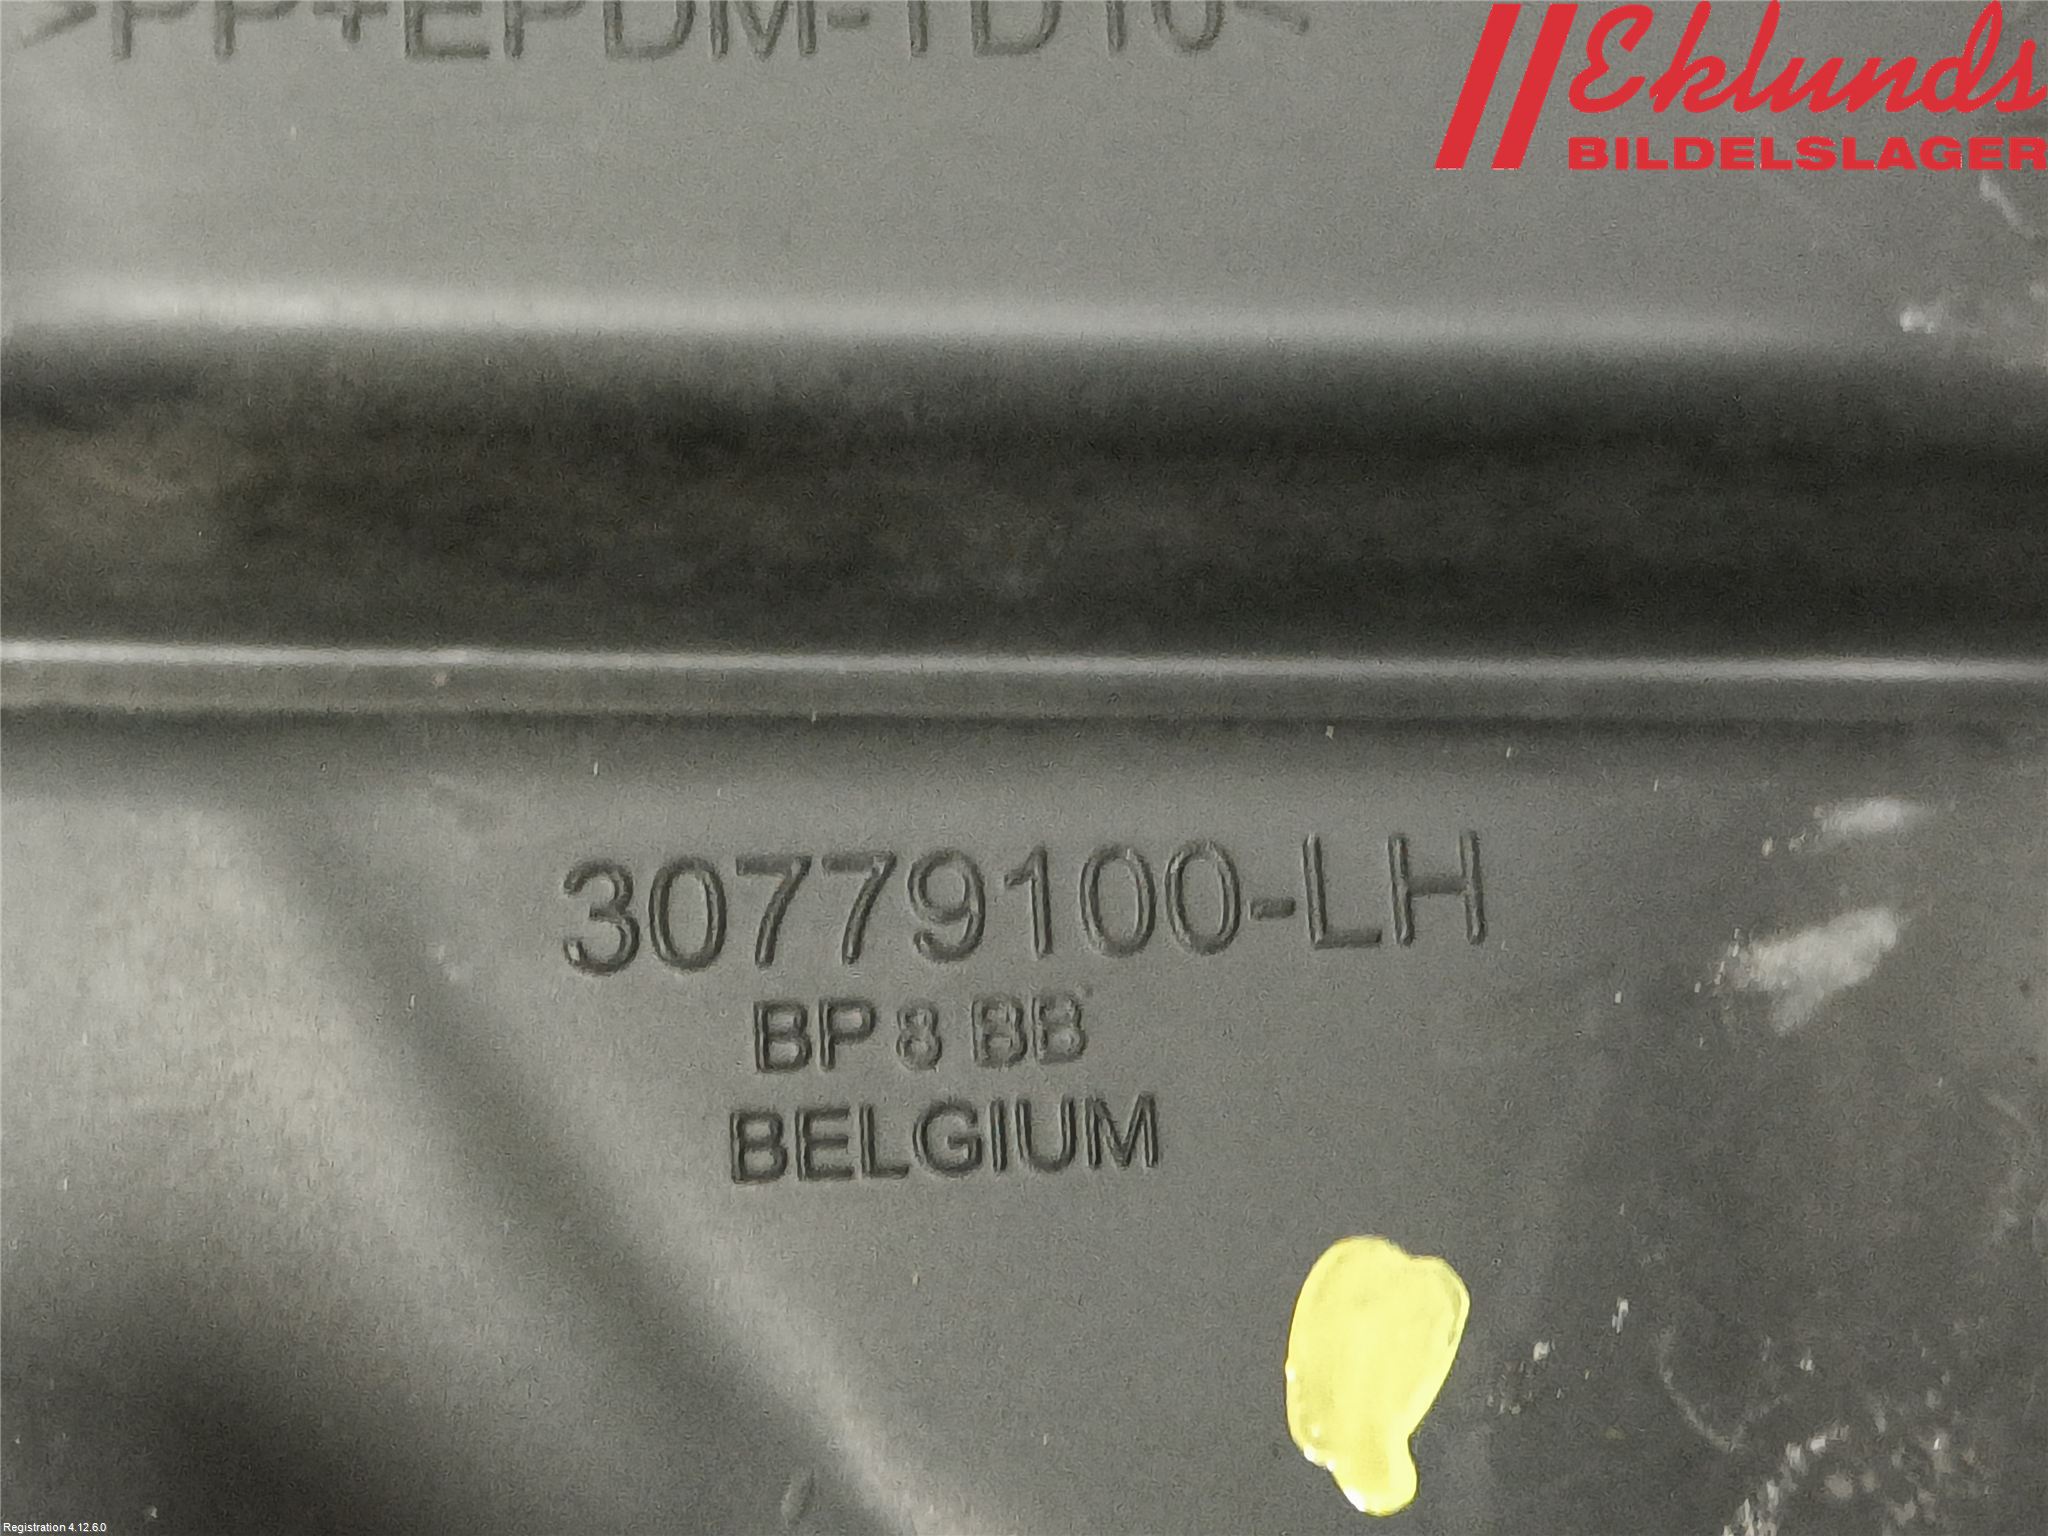 >PP+EPDM-TD10<
Eklunds
BILDELSLAGER
30779100-LH
BP 8 BB
BELGIUM
Registration 4.12.6.0